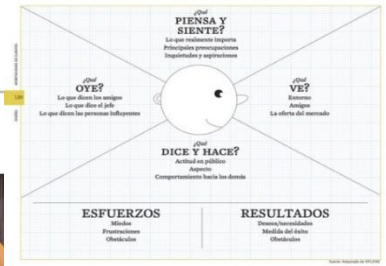 ¿Qué
PIENSA Y
SIENTE?
Lo que realmente importa
Principales preocupaciones
Inquietudes y aspiraciones
¿Qué
OYE?
Lo que dicen los amigos
Lo que dice el jefe
Lo que dicen las personas influyentes
¿Qué
VE?
Entorno
Amigos
La oferta del mercado
¿Qué
DICE Y HACE?
Actitud en público
Aspecto
Comportamiento hacia los demás
ESFUERZOS
Miedos
Frustraciones
Obstáculos
RESULTADOS
Deseos/necesidades
Medida del éxito
Obstáculos